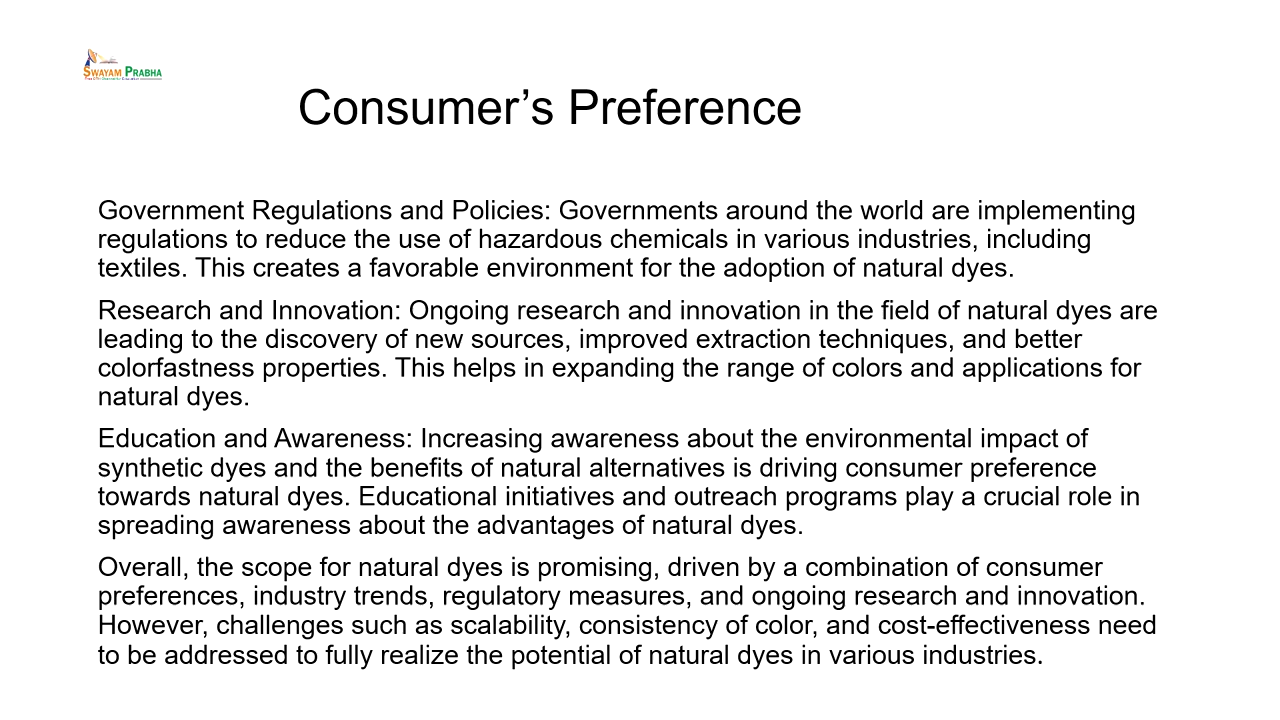 SWAYAM PRABHA
Consumer’s Preference
Government Regulations and Policies: Governments around the world are implementing
regulations to reduce the use of hazardous chemicals in various industries, including
textiles. This creates a favorable environment for the adoption of natural dyes.
Research and Innovation: Ongoing research and innovation in the field of natural dyes are
leading to the discovery of new sources, improved extraction techniques, and better
colorfastness properties. This helps in expanding the range of colors and applications for
natural dyes.
Education and Awareness: Increasing awareness about the environmental impact of
synthetic dyes and the benefits of natural alternatives is driving consumer preference
towards natural dyes. Educational initiatives and outreach programs play a crucial role in
spreading awareness about the advantages of natural dyes.
Overall, the scope for natural dyes is promising, driven by a combination of consumer
preferences, industry trends, regulatory measures, and ongoing research and innovation.
However, challenges such as scalability, consistency of color, and cost-effectiveness need
to be addressed to fully realize the potential of natural dyes in various industries.